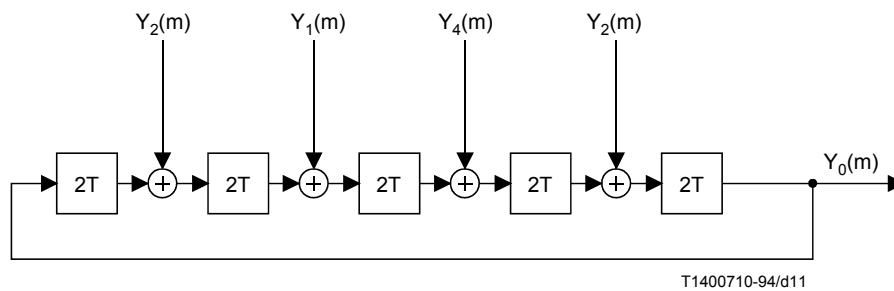 Y2(m) Y1(m) Y4(m) Y2(m)
2T + 2T + 2T + 2T + 2T Y0(m)
T1400710-94/d11